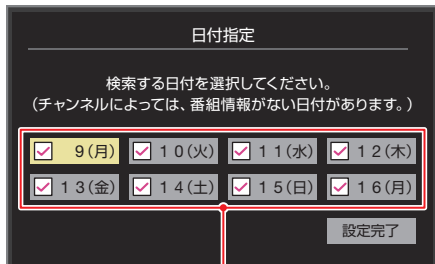 日付指定
検索する日付を選択してください。
(チャンネルによっては、番組情報がない日付があります。)
9(月) 10(火) 11(水) 12(木)
13(金) 14(土) 15(日) 16(月)
設定完了